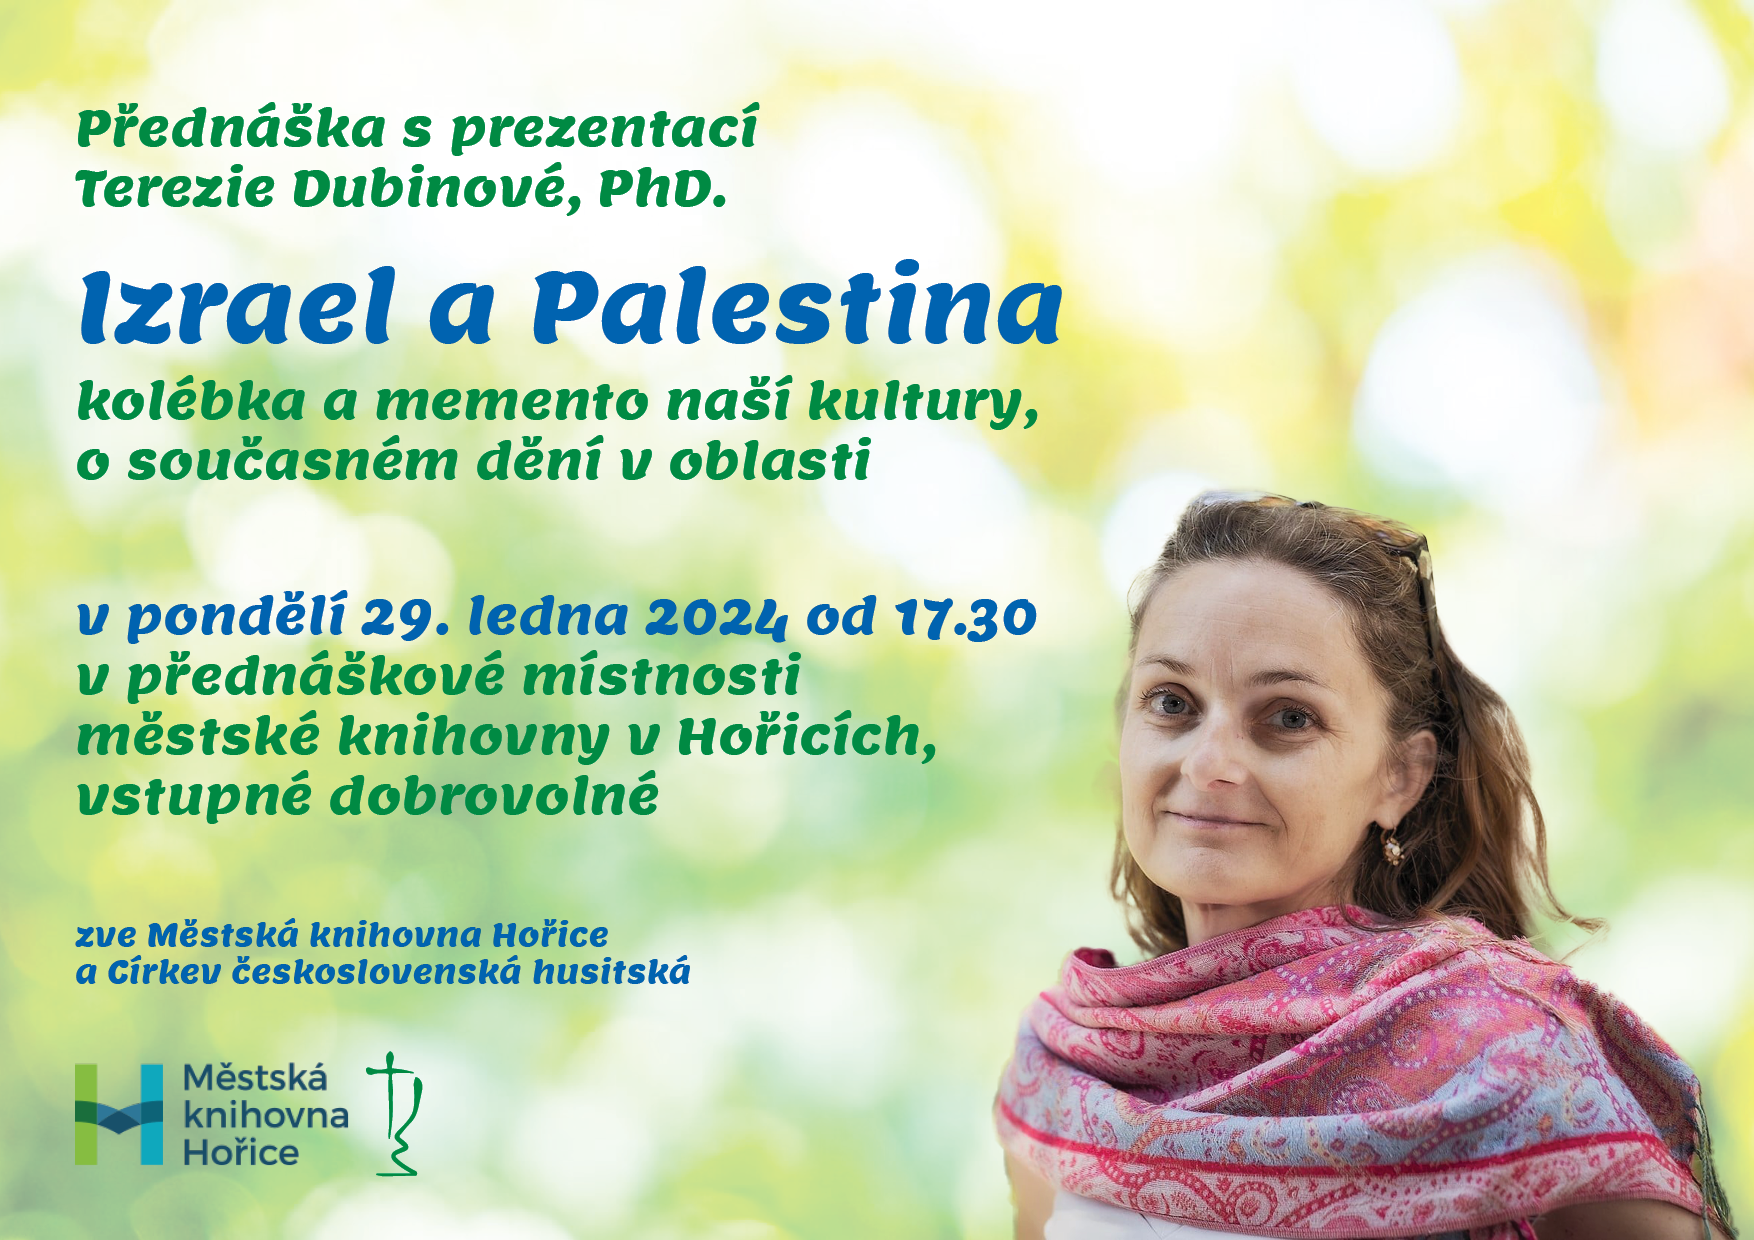 Přednáška s prezentací
Terezie Dubinové, PhD.
Izrael a Palestina
kolébka a memento naší kultury,
o současném dění v oblasti
v pondělí 29. ledna 2024 od 17.30
v přednáškové místnosti
městské knihovny v Hořicích,
vstupné dobrovolné
zve Městská knihovna Hořice
a Církev československá husitská
Městská
knihovna
Hořice